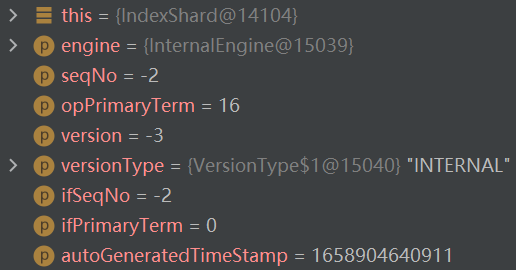 this = {IndexShard@14104}
p engine = {InternalEngine@15039}
p seqNo = -2
p opPrimaryTerm = 16
p version = -3
p versionType = {VersionType$1@15040} "INTERNAL"
p ifSeqNo = -2
p ifPrimaryTerm = 0
p autoGeneratedTimeStamp = 1658904640911